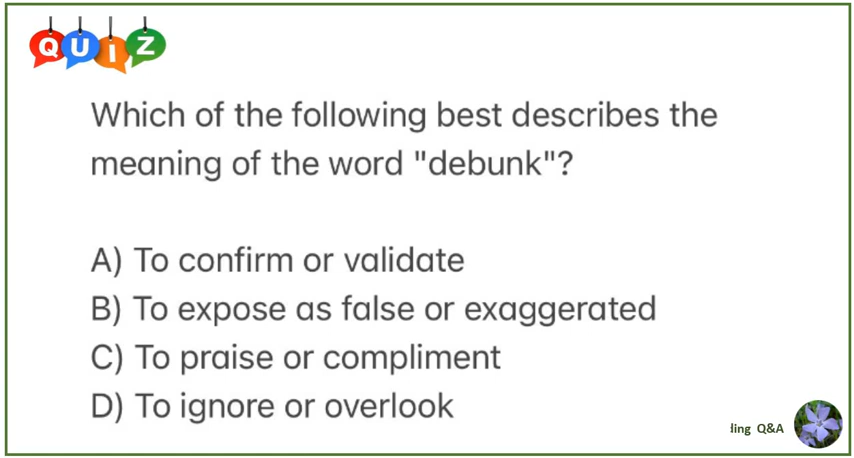 QUIZ
Which of the following best describes the
meaning of the word "debunk"?
A) To confirm or validate
B) To expose as false or exaggerated
C) To praise or compliment
D) To ignore or overlook
Q&A